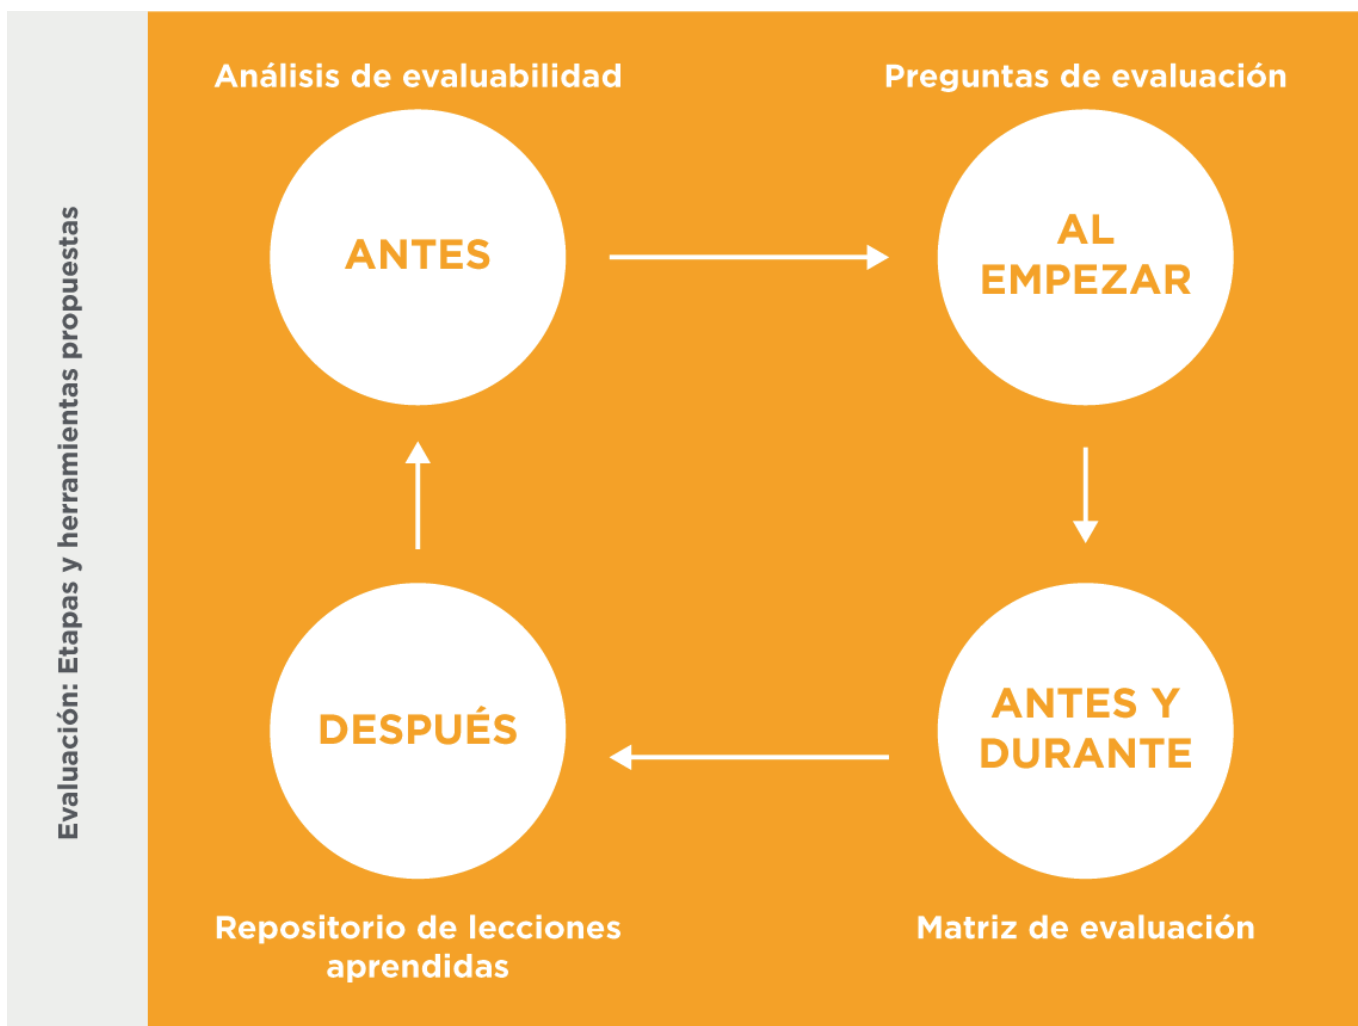 Evaluación: Etapas y herramientas propuestas
Análisis de evaluabilidad
ANTES
Preguntas de evaluación
AL
EMPEZAR
ANTES Y
DURANTE
Matriz de evaluación
DESPUÉS
Repositorio de lecciones
aprendidas